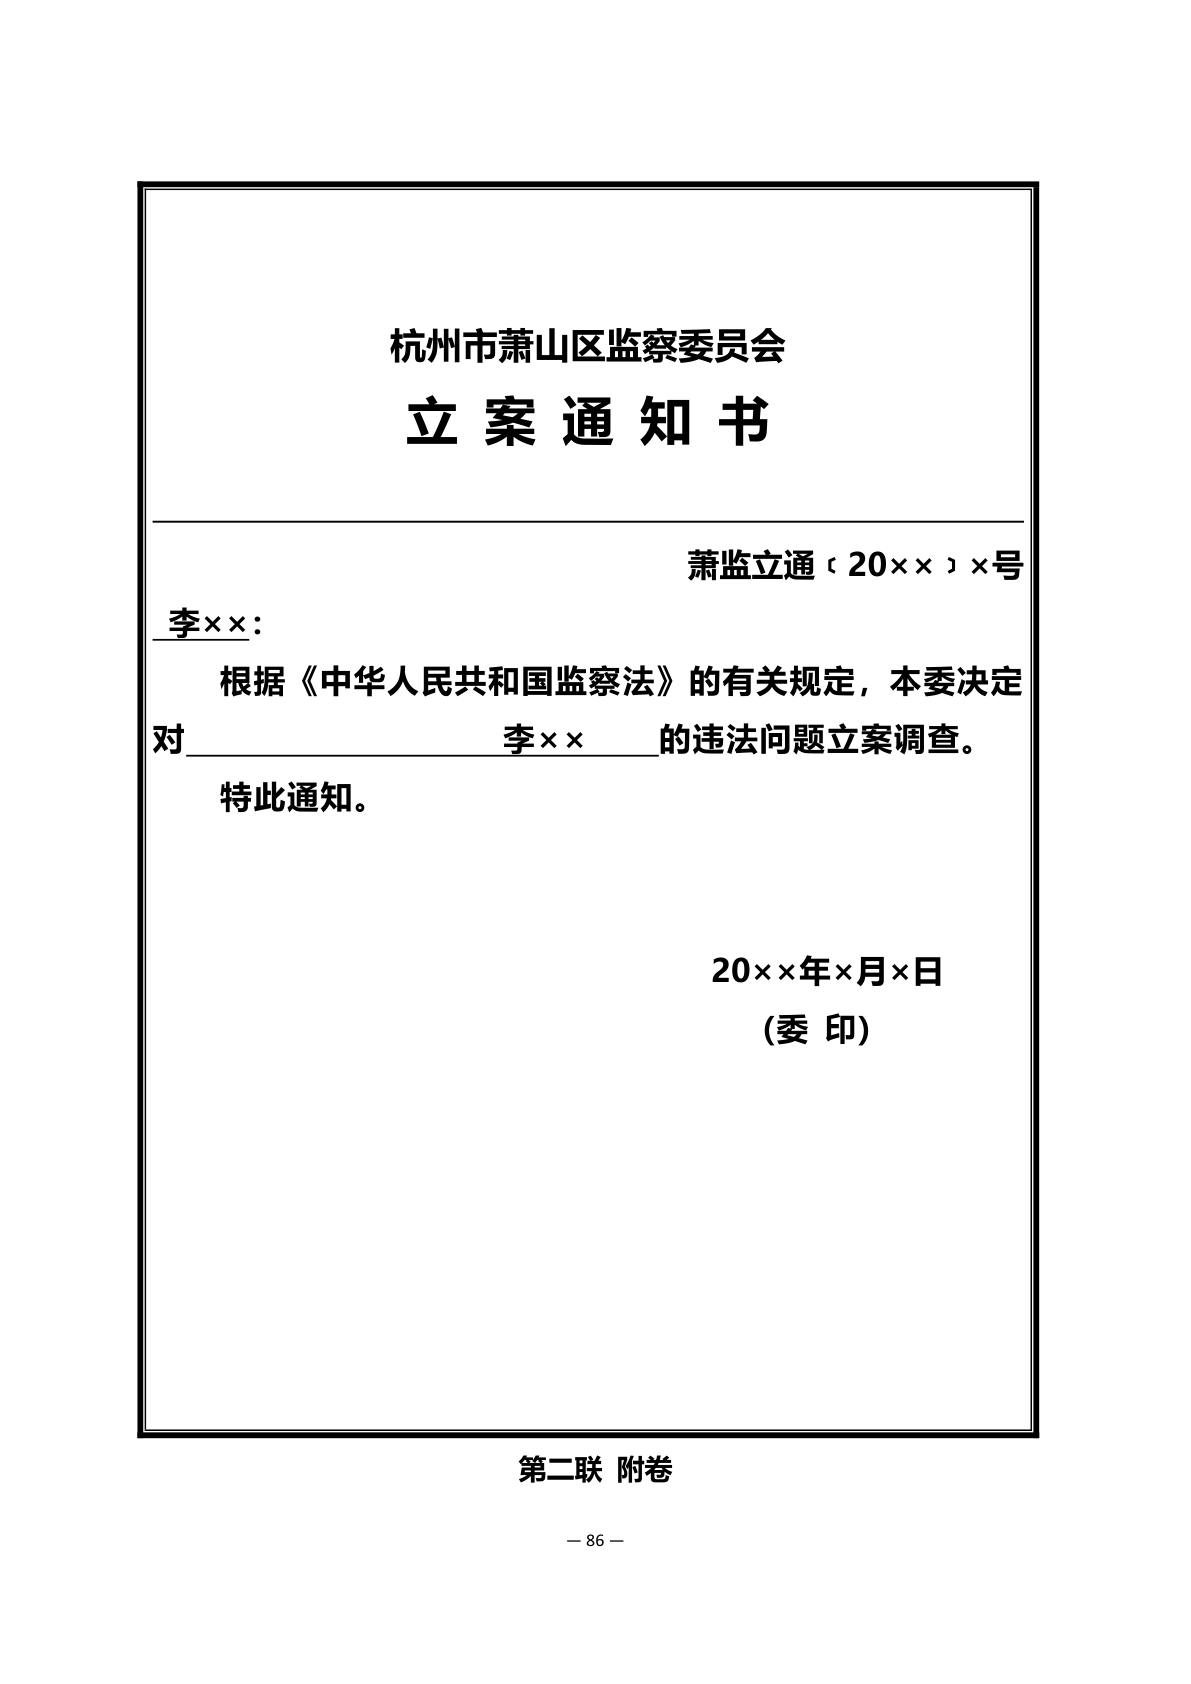 杭州市萧山区监察委员会
立 案 通 知 书
萧监立通﹝20××﹞×号
李××：
根据《中华人民共和国监察法》的有关规定，本委决定
对 李×× 的违法问题立案调查。
特此通知。
20××年×月×日
（委 印）
第二联 附卷
— 86 —